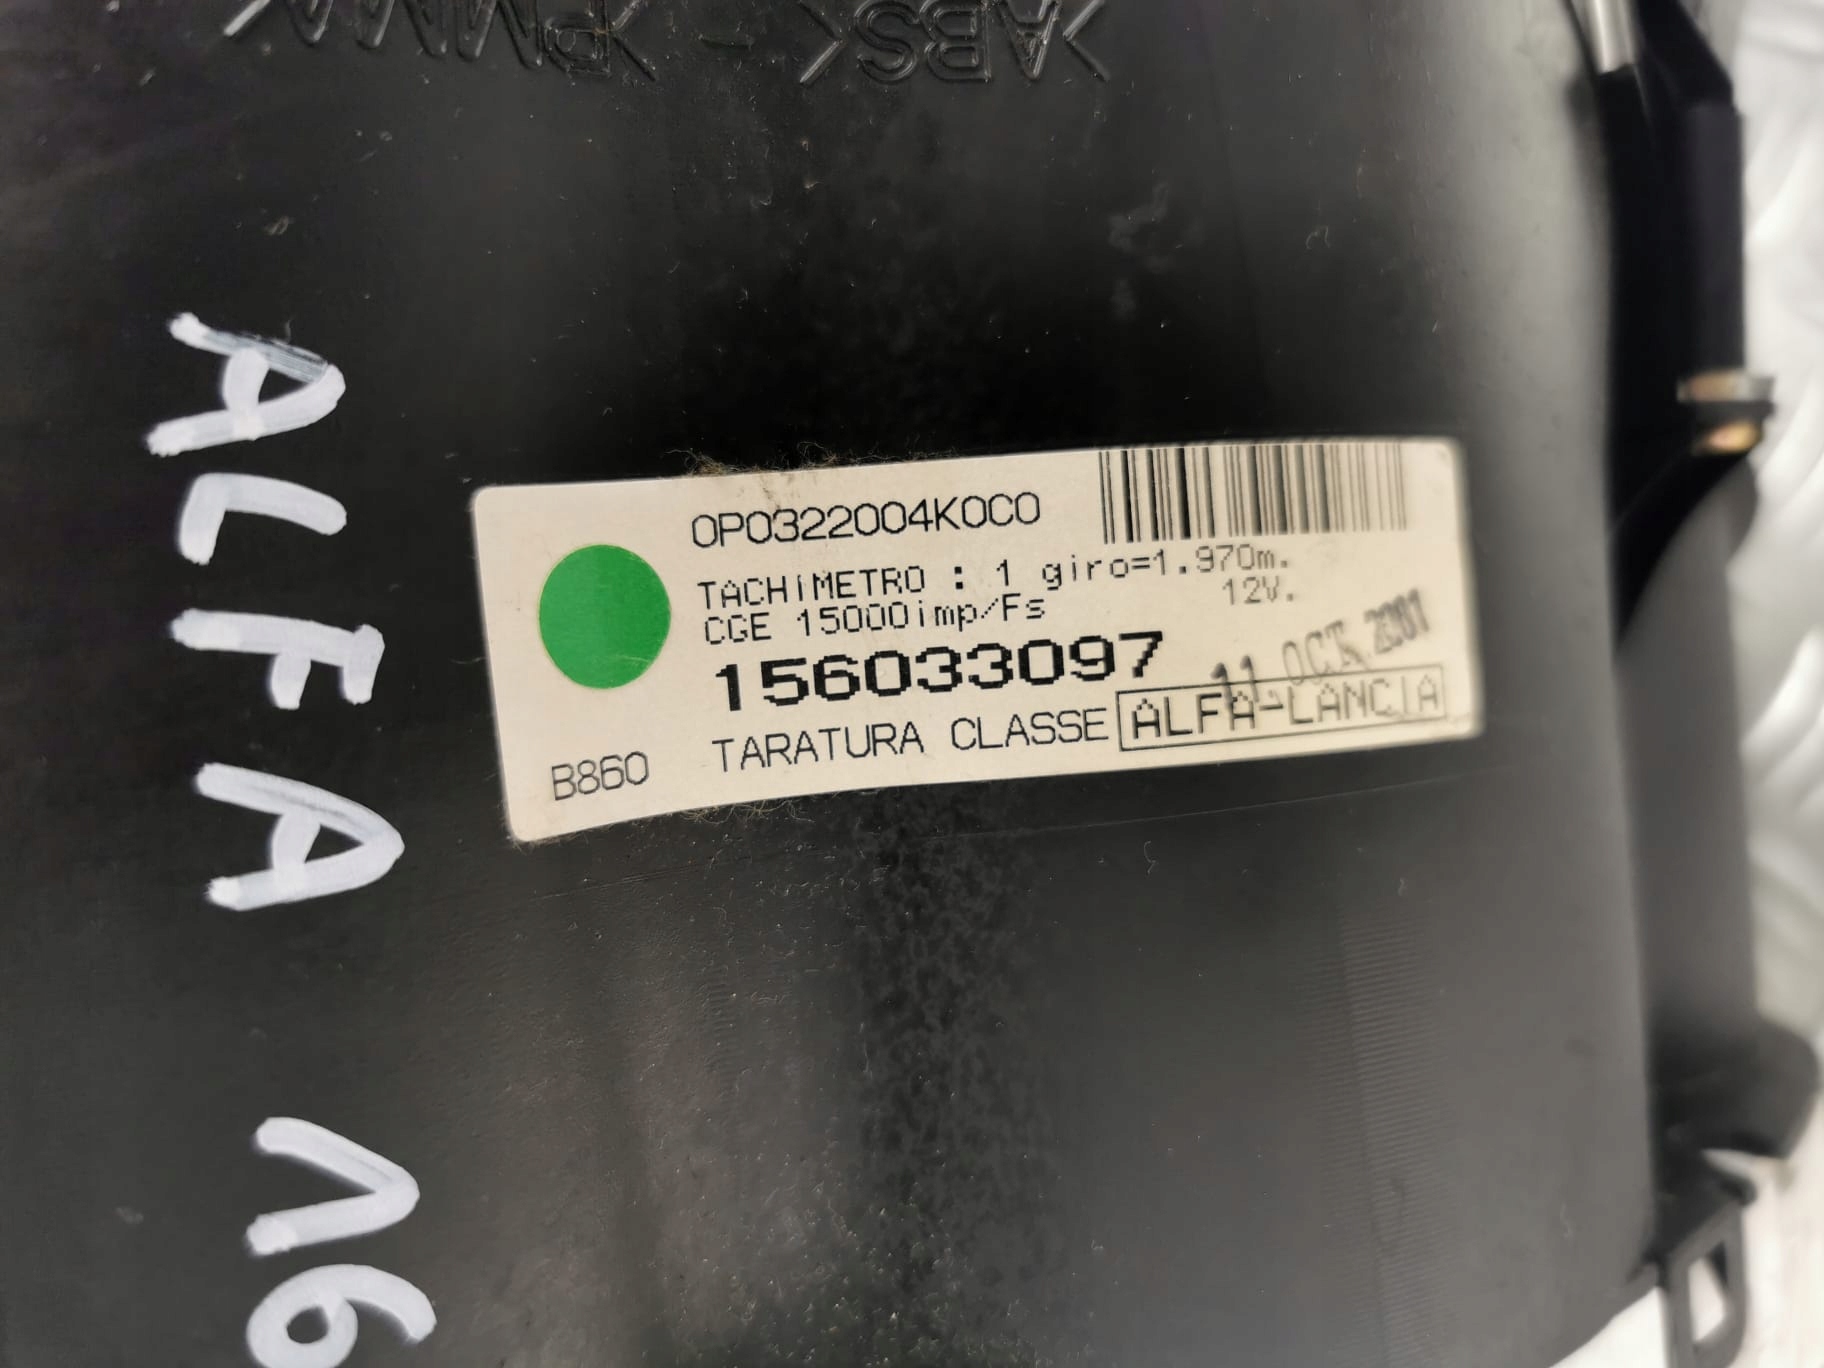 >PMMA< - >ABS<
0P0322004K0C0
TACHIMETRO : 1 giro=1.970m.
CGE 15000imp/Fs 12V.
156033097
11. OCT. 2001
TARATURA CLASSE ALFA-LANCIA
B860
ALFA 16